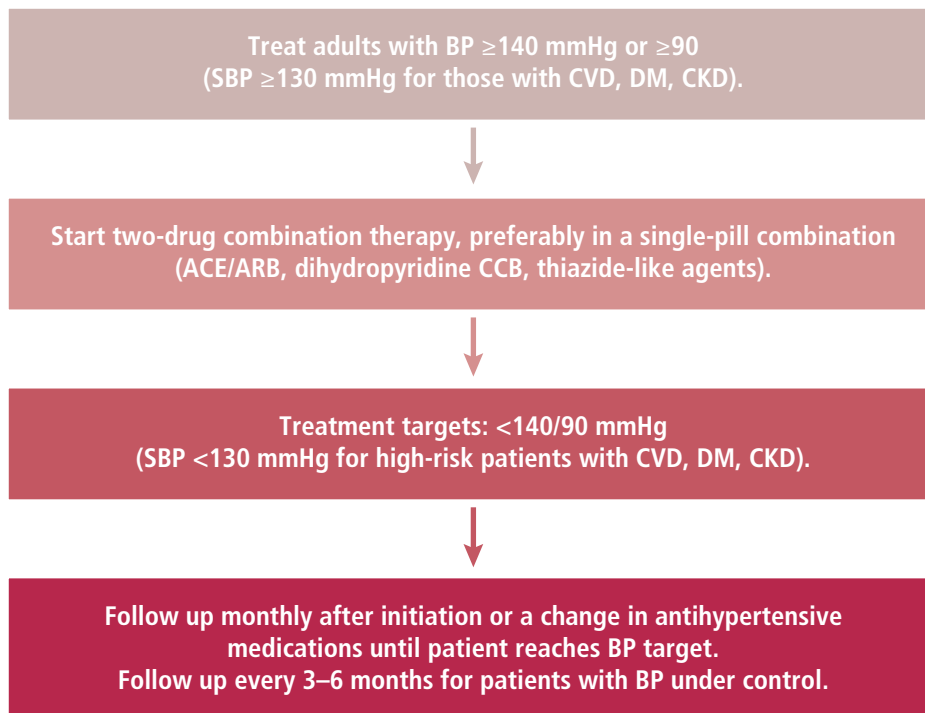 Treat adults with BP ≥140 mmHg or ≥90
(SBP ≥130 mmHg for those with CVD, DM, CKD).
Start two-drug combination therapy, preferably in a single-pill combination
(ACE/ARB, dihydropyridine CCB, thiazide-like agents).
Treatment targets: <140/90 mmHg
(SBP <130 mmHg for high-risk patients with CVD, DM, CKD).
Follow up monthly after initiation or a change in antihypertensive
medications until patient reaches BP target.
Follow up every 3–6 months for patients with BP under control.